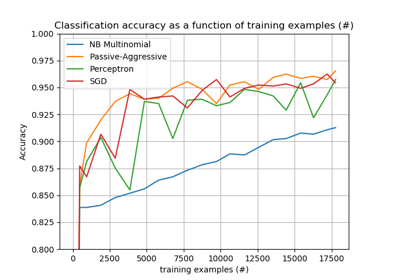 Classification accuracy as a function of training examples (#)
1.000
0.975
0.950
0.925
0.900
0.875
0.850
0.825
0.800
Accuracy
NB Multinomial
Passive-Aggressive
Perceptron
SGD
0 2500 5000 7500 10000 12500 15000 17500
training examples (#)